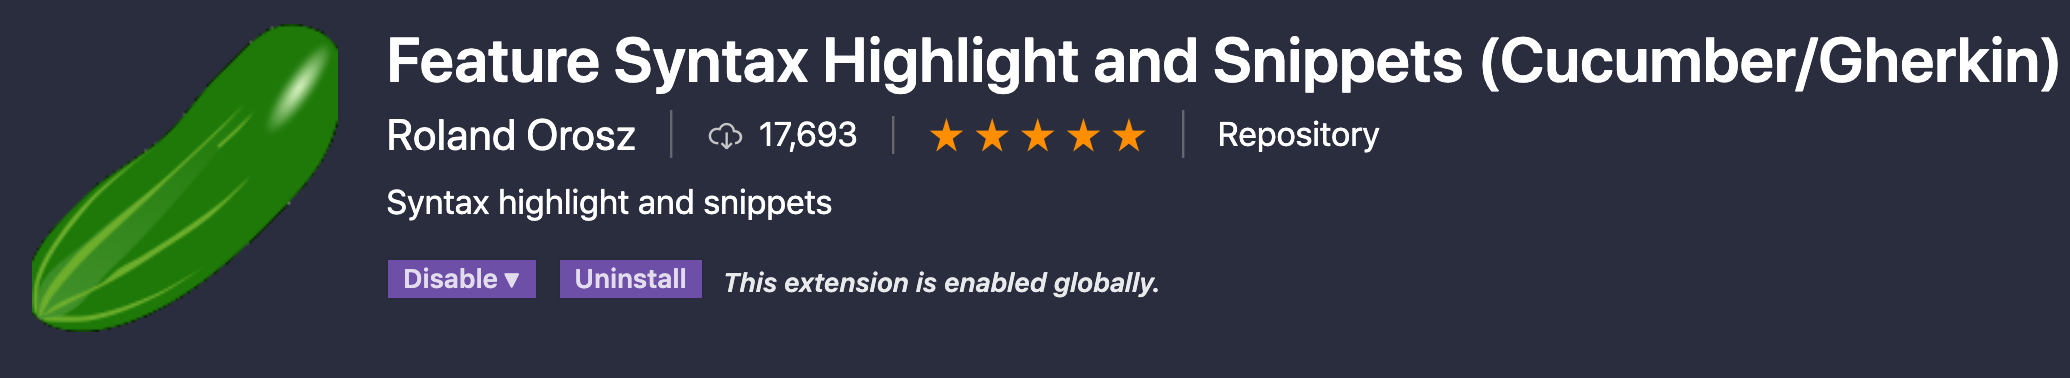 Feature Syntax Highlight and Snippets (Cucumber/Gherkin)
Roland Orosz 17,693 ★★★★★ Repository
Syntax highlight and snippets
Disable ▾ Uninstall This extension is enabled globally.